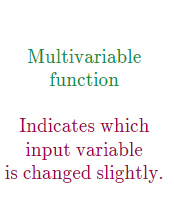 Multivariable
function
Indicates which
input variable
is changed slightly.